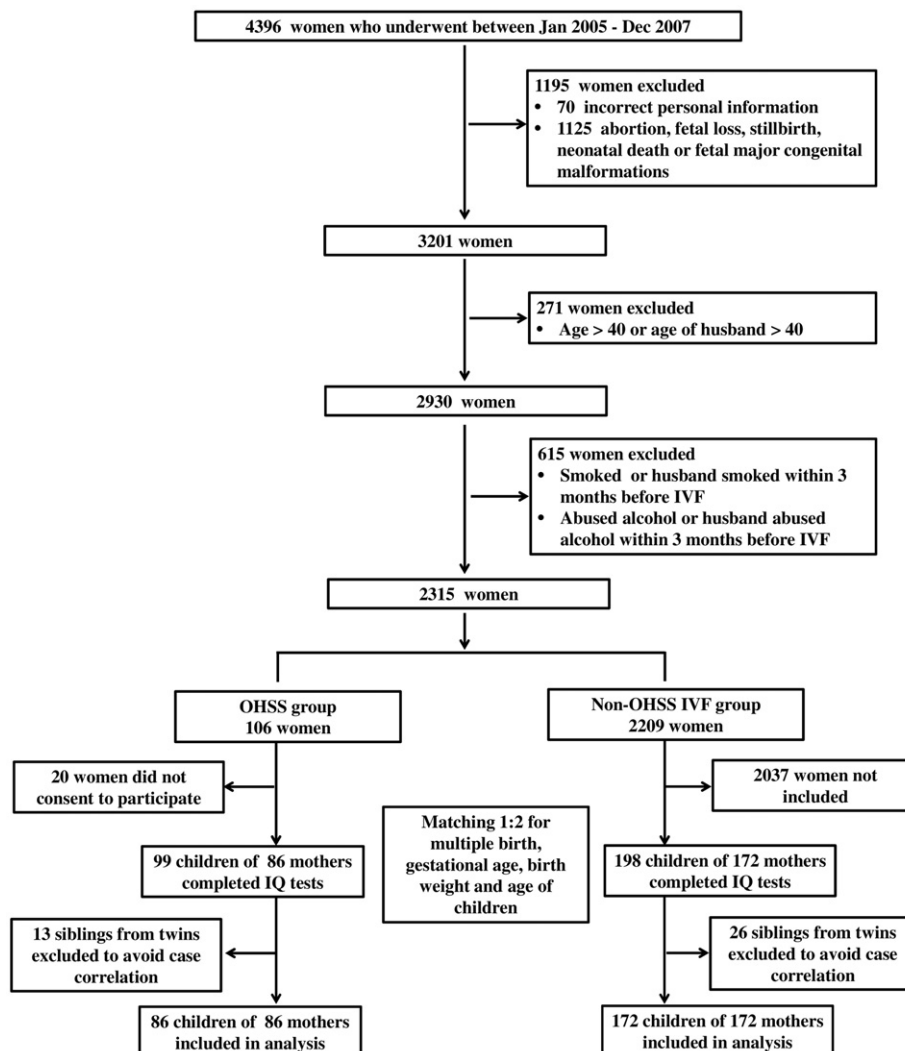 4396 women who underwent between Jan 2005 - Dec 2007
1195 women excluded
• 70 incorrect personal information
• 1125 abortion, fetal loss, stillbirth,
neonatal death or fetal major congenital
malformations
3201 women
271 women excluded
• Age > 40 or age of husband > 40
2930 women
615 women excluded
• Smoked or husband smoked within 3
months before IVF
• Abused alcohol or husband abused
alcohol within 3 months before IVF
2315 women
OHSS group
106 women
Non-OHSS IVF group
2209 women
20 women did not
consent to participate
2037 women not
included
Matching 1:2 for
multiple birth,
gestational age, birth
weight and age of
children
99 children of 86 mothers
completed IQ tests
198 children of 172 mothers
completed IQ tests
13 siblings from twins
excluded to avoid case
correlation
26 siblings from twins
excluded to avoid case
correlation
86 children of 86 mothers
included in analysis
172 children of 172 mothers
included in analysis